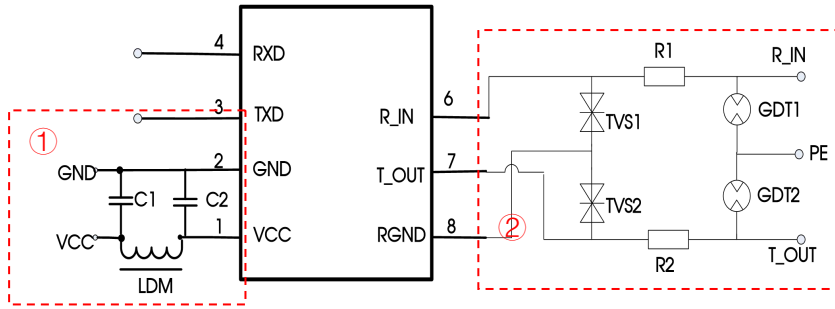 4
RXD
3
TXD
①
2
GND
GND
C1
C2
1
VCC
VCC
LDM
R_IN
6
T_OUT
7
RGND
8
②
R1
R_IN
TVS1
GDT1
PE
TVS2
GDT2
R2
T_OUT